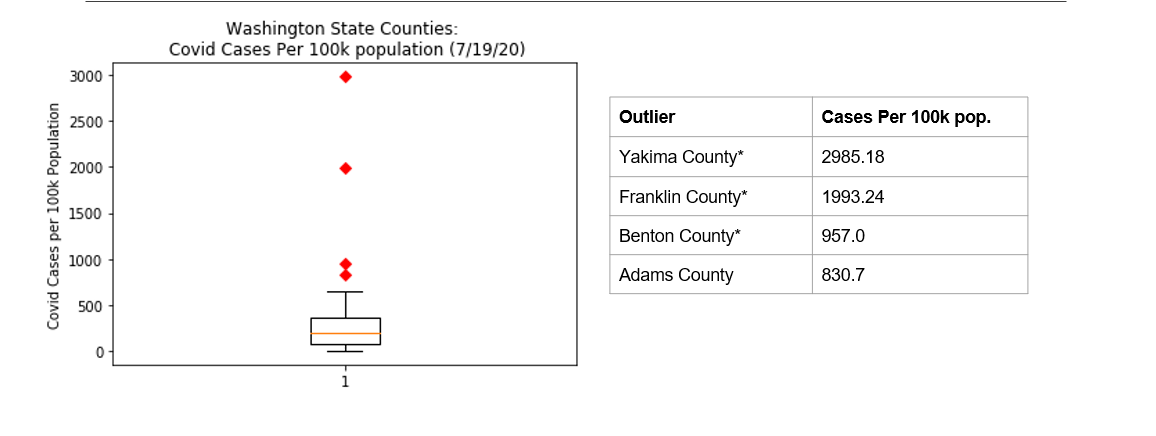 Washington State Counties:
Covid Cases Per 100k population (7/19/20)
Covid Cases per 100k Population
3000
2500
2000
1500
1000
500
0
1
Outlier Cases Per 100k pop.
Yakima County* 2985.18
Franklin County* 1993.24
Benton County* 957.0
Adams County 830.7